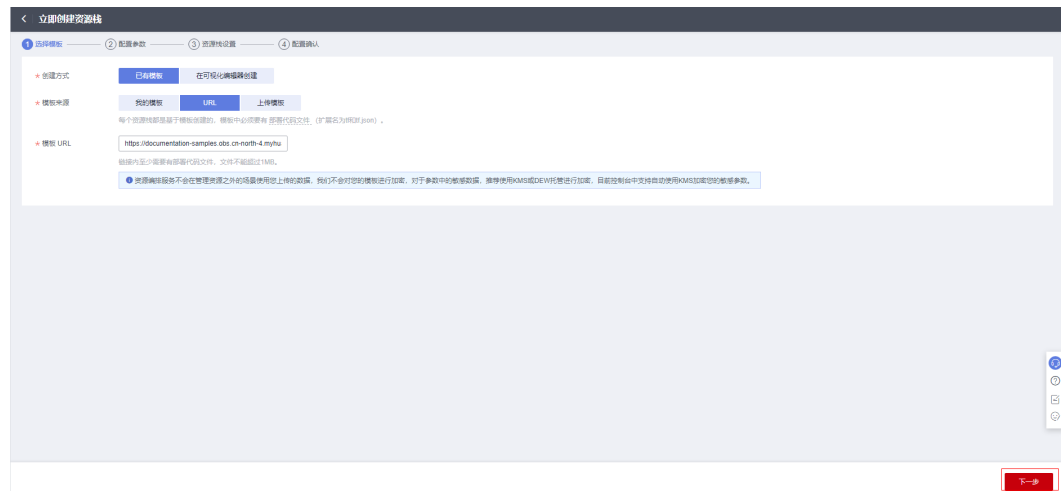 < 立即创建资源栈
1 选择模板 2 配置参数 3 资源栈设置 4 配置确认
* 创建方式 已有模板 在可视化编辑器创建
* 模板来源 我的模板 URL 上传模板
每个资源栈都是基于模板创建的，模板中必须要有 部署代码文件 （扩展名为tf和tf.json）。
* 模板 URL https://documentation-samples.obs.cn-north-4.myhu
链接内至少需要有部署代码文件，文件不能超过1MB。
资源编排服务不会在管理资源之外的场景使用您上传的数据，我们不会对您的模板进行加密，对于参数中的敏感数据，推荐使用KMS或DEW托管进行加密，目前控制台中支持自动使用KMS加密您的敏感参数。
下一步